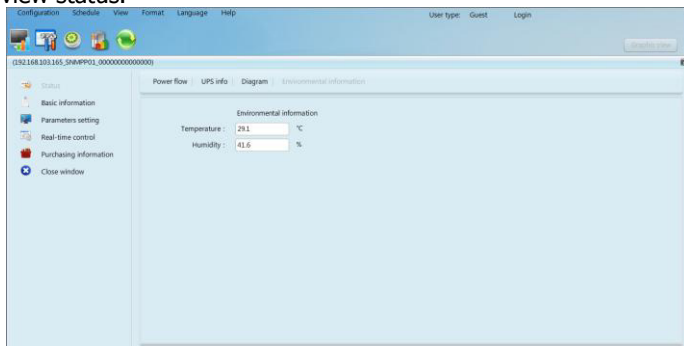 view status.
Configuration Schedule View Format Language Help User type: Guest Login
Graphic view
(192.168.103.165_SNMPP01_00000000000000)
Status
Basic information
Parameters setting
Real-time control
Purchasing information
Close window
Power flow UPS info Diagram Environmental information
Environmental information
Temperature : 29.1 ℃
Humidity : 41.6 %